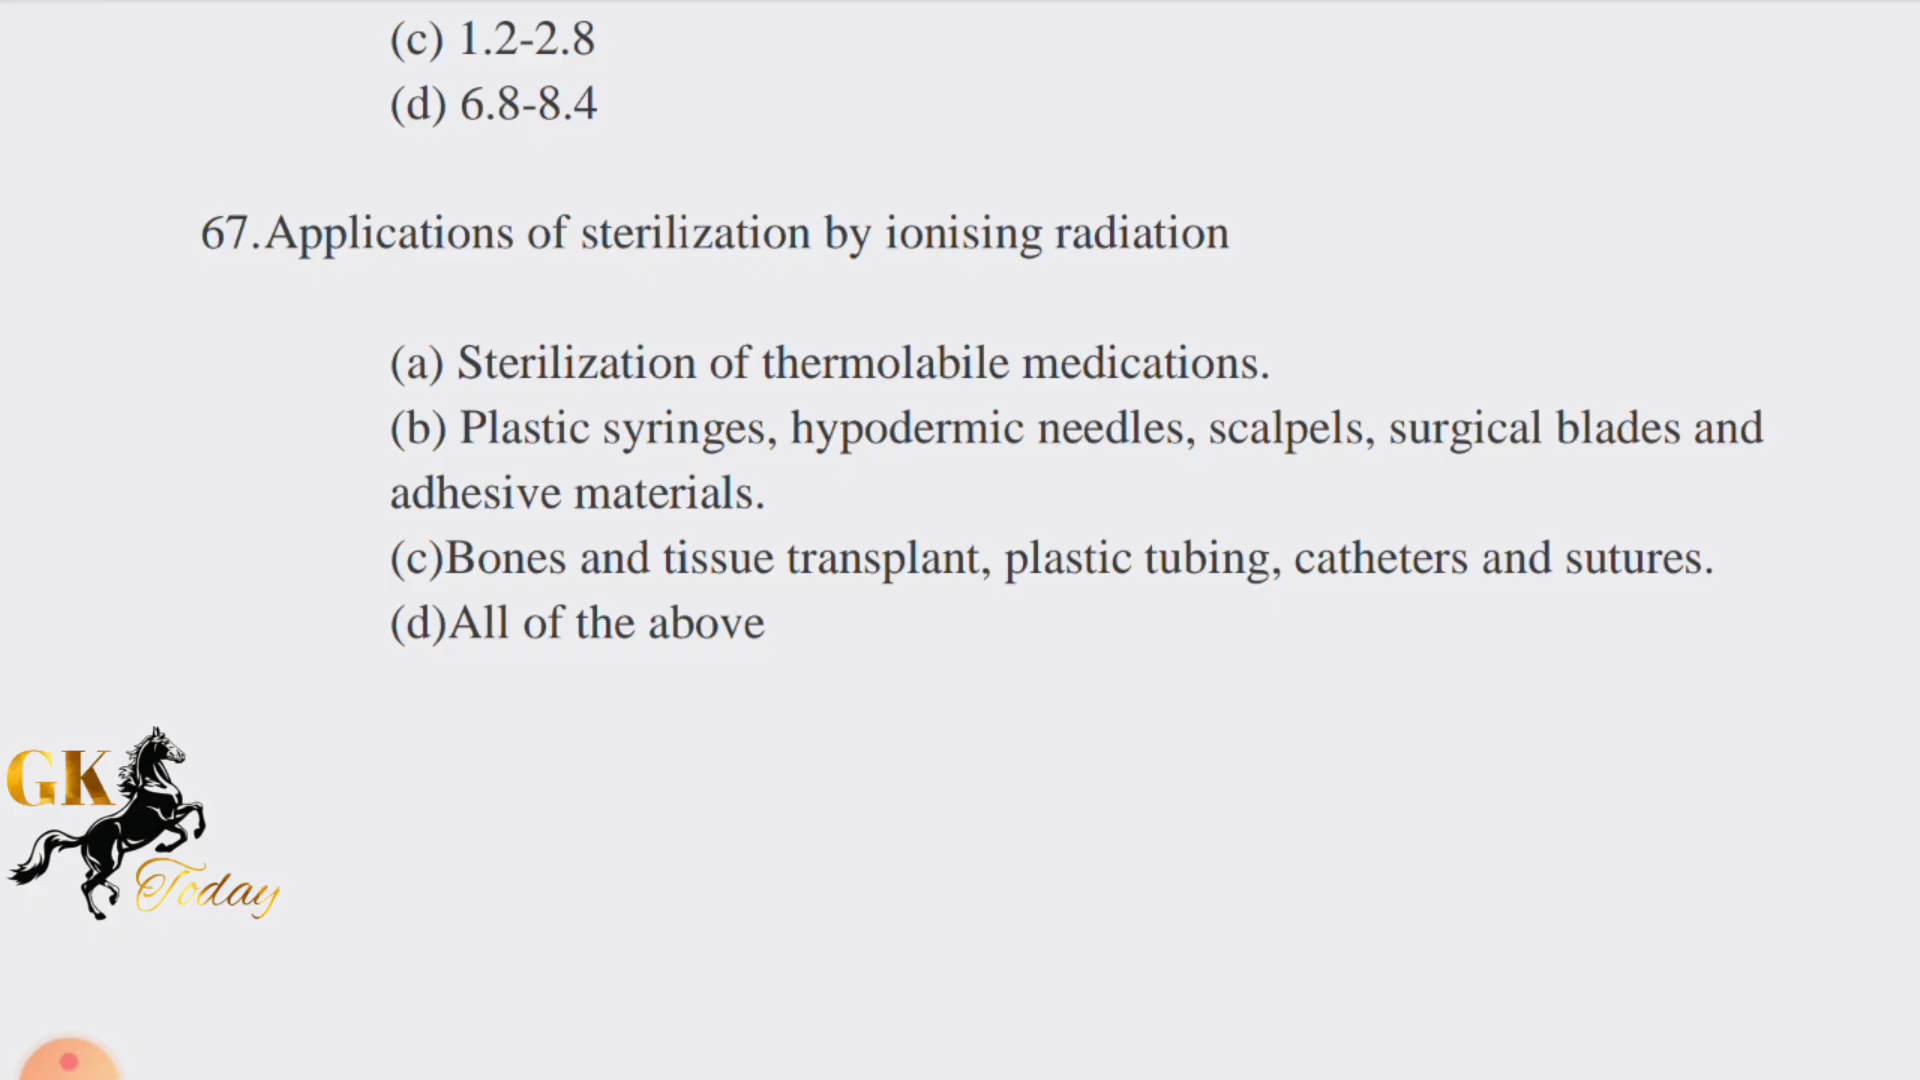 (c) 1.2-2.8
(d) 6.8-8.4
67.Applications of sterilization by ionising radiation
(a) Sterilization of thermolabile medications.
(b) Plastic syringes, hypodermic needles, scalpels, surgical blades and
adhesive materials.
(c)Bones and tissue transplant, plastic tubing, catheters and sutures.
(d)All of the above
GK
Today